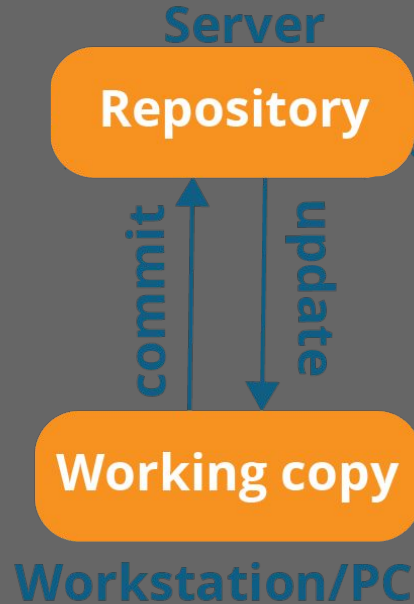 Server
Repository
commit
update
Working copy
Workstation/PC